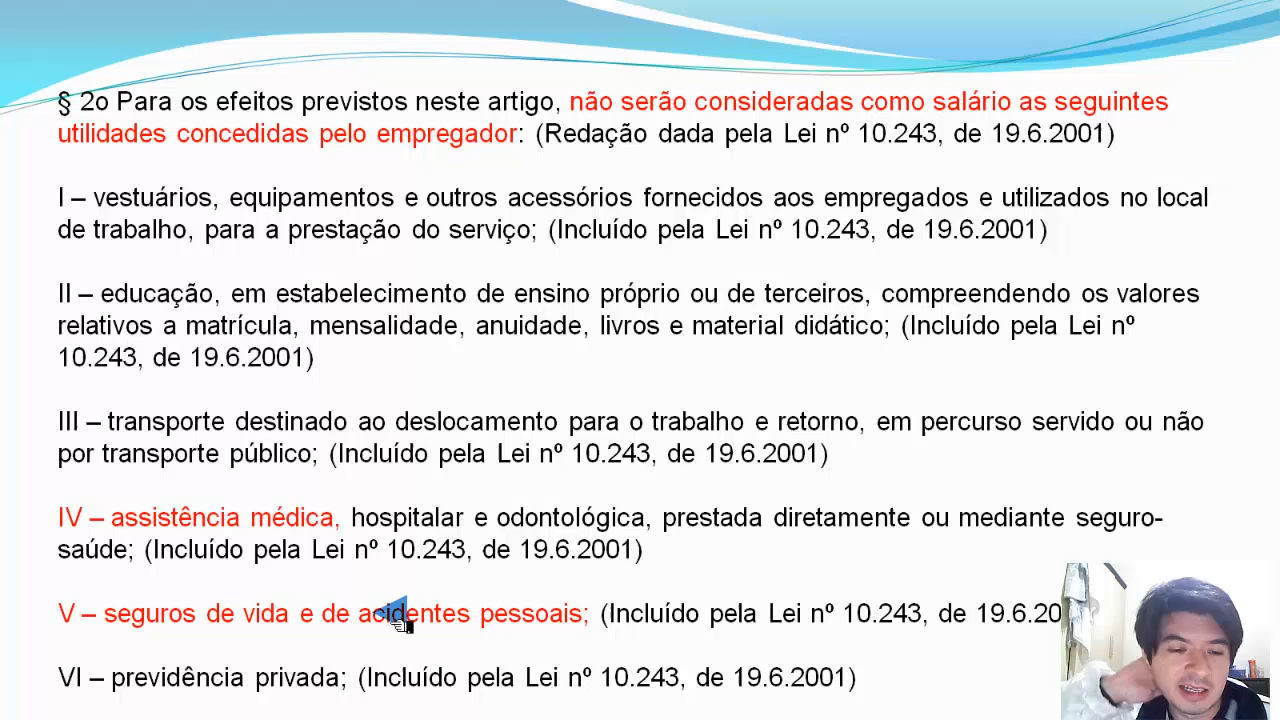 § 2o Para os efeitos previstos neste artigo, não serão consideradas como salário as seguintes
utilidades concedidas pelo empregador: (Redação dada pela Lei nº 10.243, de 19.6.2001)
I – vestuários, equipamentos e outros acessórios fornecidos aos empregados e utilizados no local
de trabalho, para a prestação do serviço; (Incluído pela Lei nº 10.243, de 19.6.2001)
II – educação, em estabelecimento de ensino próprio ou de terceiros, compreendendo os valores
relativos a matrícula, mensalidade, anuidade, livros e material didático; (Incluído pela Lei nº
10.243, de 19.6.2001)
III – transporte destinado ao deslocamento para o trabalho e retorno, em percurso servido ou não
por transporte público; (Incluído pela Lei nº 10.243, de 19.6.2001)
IV – assistência médica, hospitalar e odontológica, prestada diretamente ou mediante seguro-
saúde; (Incluído pela Lei nº 10.243, de 19.6.2001)
V – seguros de vida e de acidentes pessoais; (Incluído pela Lei nº 10.243, de 19.6.20
VI – previdência privada; (Incluído pela Lei nº 10.243, de 19.6.2001)